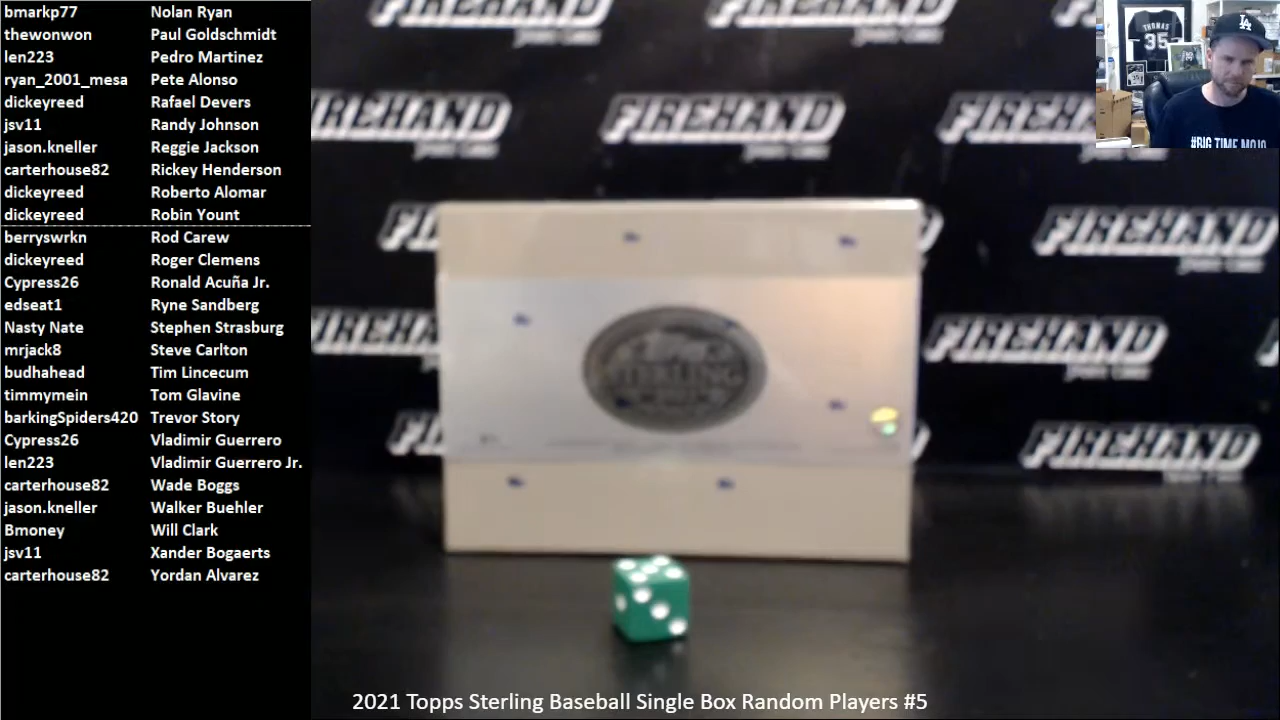 bmarkp77 Nolan Ryan
thewonwon Paul Goldschmidt
len223 Pedro Martinez
ryan_2001_mesa Pete Alonso
dickeyreed Rafael Devers
jsv11 Randy Johnson
jason.kneller Reggie Jackson
carterhouse82 Rickey Henderson
dickeyreed Roberto Alomar
dickeyreed Robin Yount
berryswrkn Rod Carew
dickeyreed Roger Clemens
Cypress26 Ronald Acuña Jr.
edseat1 Ryne Sandberg
Nasty Nate Stephen Strasburg
mrjack8 Steve Carlton
budhahead Tim Lincecum
timmymein Tom Glavine
barkingSpiders420 Trevor Story
Cypress26 Vladimir Guerrero
len223 Vladimir Guerrero Jr.
carterhouse82 Wade Boggs
jason.kneller Walker Buehler
Bmoney Will Clark
jsv11 Xander Bogaerts
carterhouse82 Yordan Alvarez
THOMAS
35
LA
#BIG TIME MOJO
FIREHAND
FIREHAND
FIREHAND
FIREHAND
FIREHAND
FIREHAND
FIREHAND
FIREHAND
STERLING
2021 Topps Sterling Baseball Single Box Random Players #5